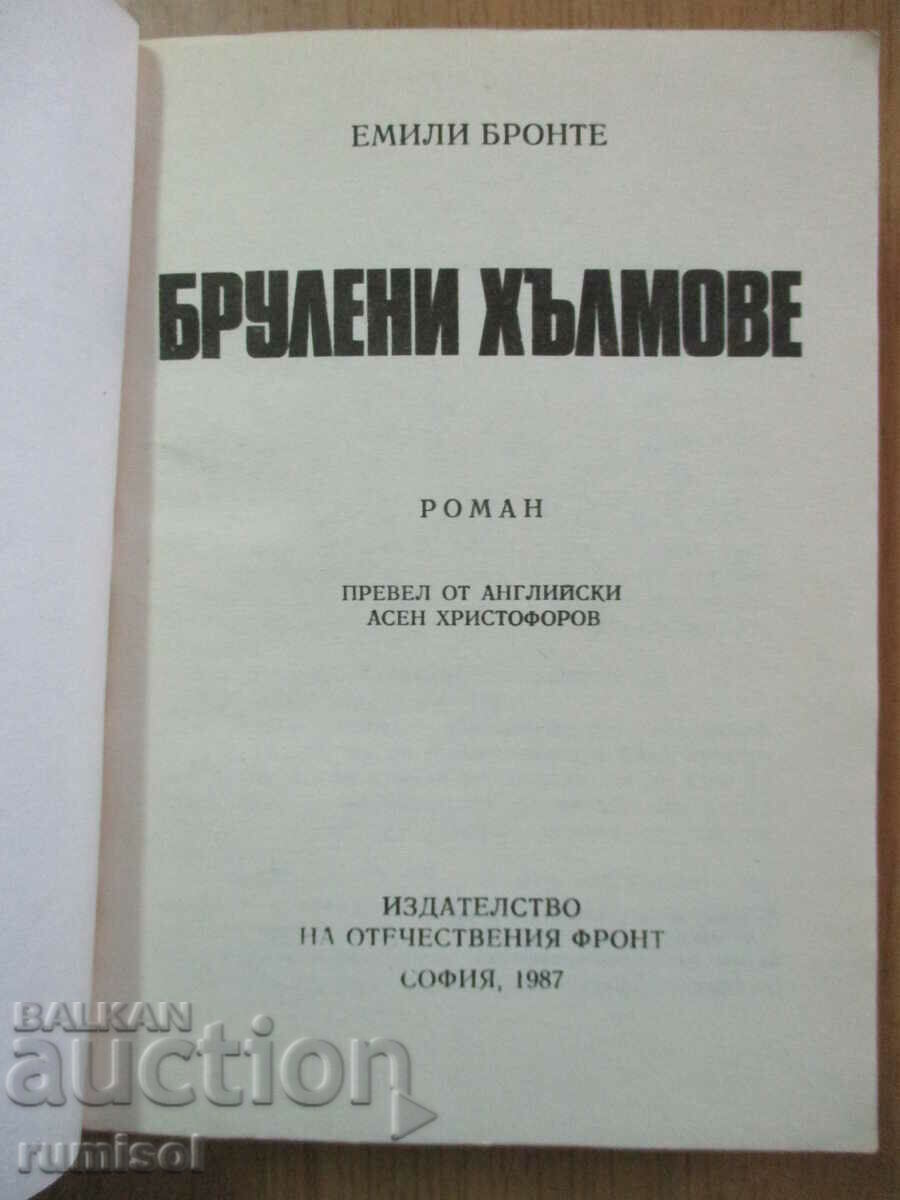 ЕМИЛИ БРОНТЕ
БРУЛЕНИ ХЪЛМОВЕ
РОМАН
ПРЕВЕЛ ОТ АНГЛИЙСКИ
АСЕН ХРИСТОФОРОВ
ИЗДАТЕЛСТВО
НА ОТЕЧЕСТВЕНИЯ ФРОНТ
СОФИЯ, 1987
BALKAN
auction
rumisol